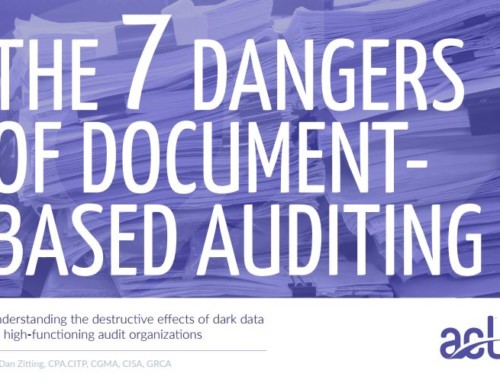 THE 7 DANGERS
OF DOCUMENT-
BASED AUDITING
nderstanding the destructive effects of dark data
high-functioning audit organizations
Dan Zitting, CPA.CITP, CGMA, CISA, GRCA
acl